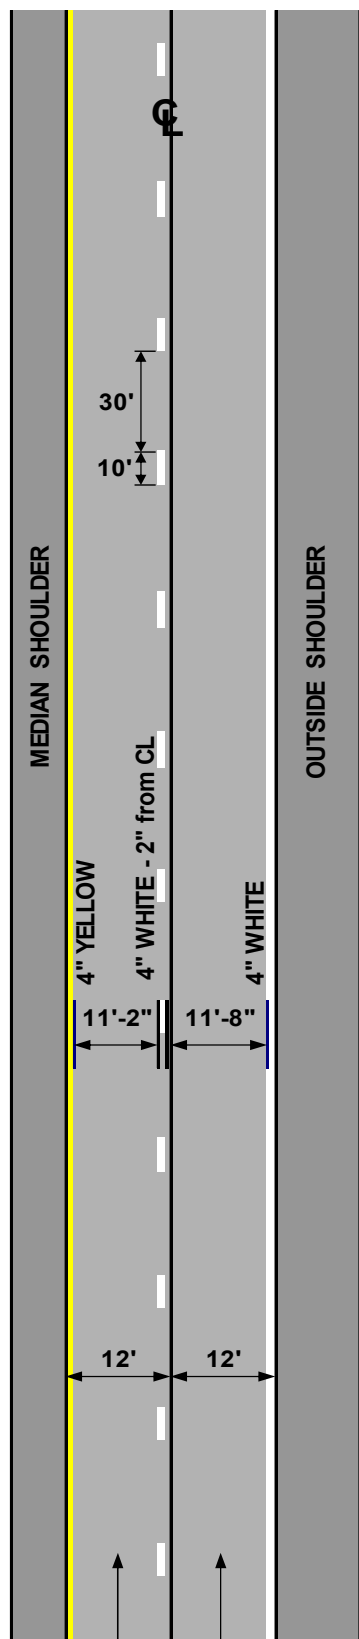 ℄
30'
10'
MEDIAN SHOULDER
OUTSIDE SHOULDER
4" YELLOW
4" WHITE - 2" from CL
4" WHITE
11'-2"
11'-8"
12'
12'